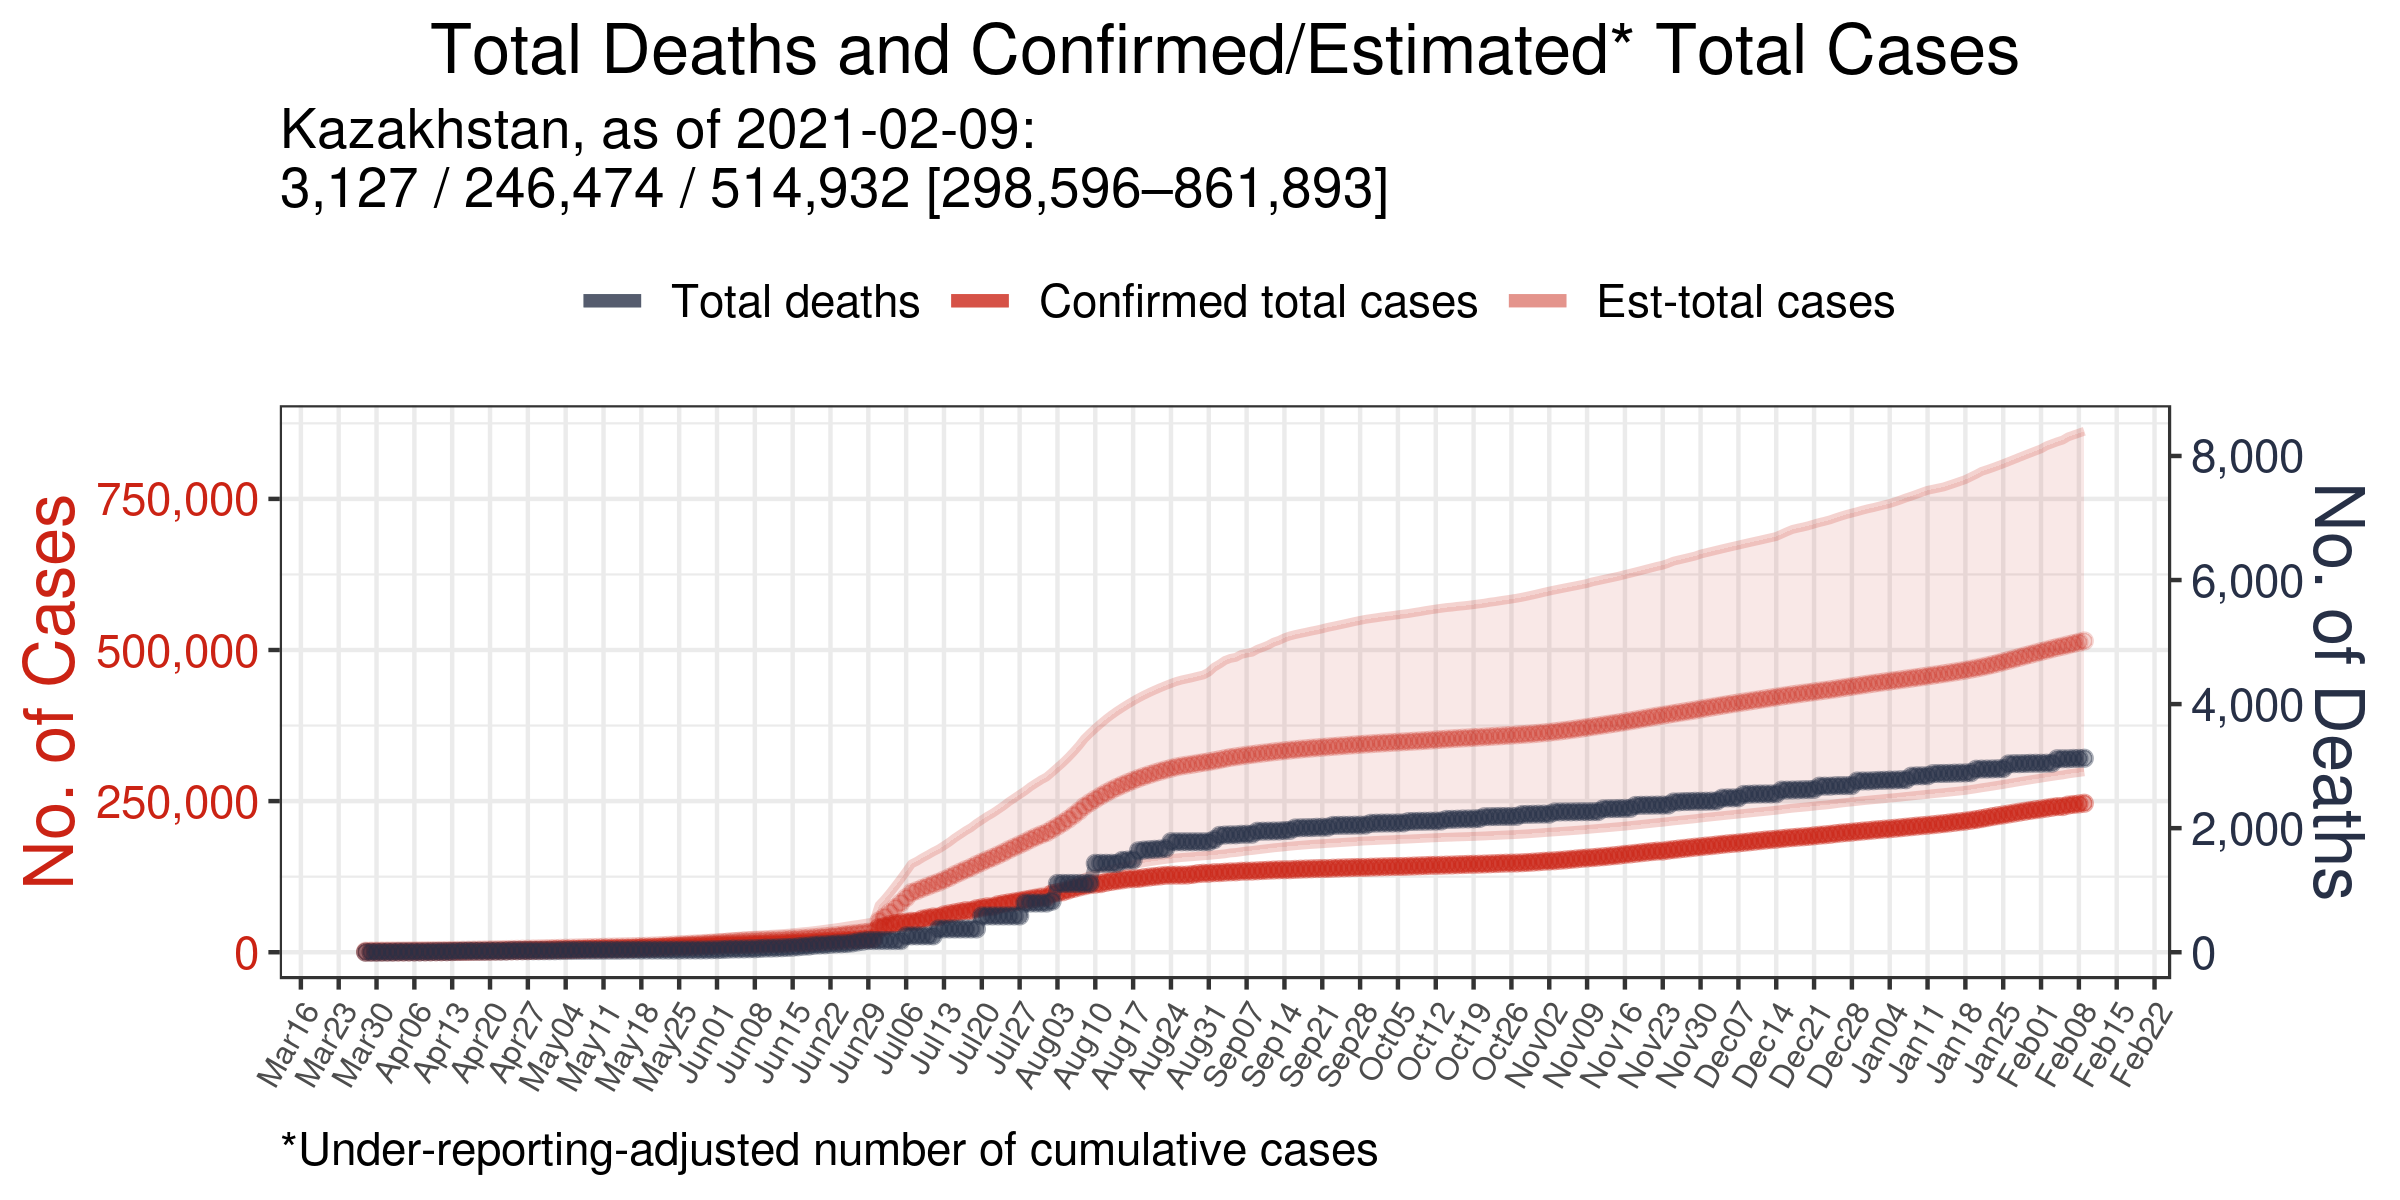 Total Deaths and Confirmed/Estimated* Total Cases
Kazakhstan, as of 2021-02-09:
3,127 / 246,474 / 514,932 [298,596–861,893]
Total deaths
Confirmed total cases
Est-total cases
No. of Cases
750,000
500,000
250,000
0
8,000
6,000
4,000
2,000
0
No. of Deaths
Mar16
Mar23
Mar30
Apr06
Apr13
Apr20
Apr27
May04
May11
May18
May25
Jun01
Jun08
Jun15
Jun22
Jun29
Jul06
Jul13
Jul20
Jul27
Aug03
Aug10
Aug17
Aug24
Aug31
Sep07
Sep14
Sep21
Sep28
Oct05
Oct12
Oct19
Oct26
Nov02
Nov09
Nov16
Nov23
Nov30
Dec07
Dec14
Dec21
Dec28
Jan04
Jan11
Jan18
Jan25
Feb01
Feb08
Feb15
Feb22
*Under-reporting-adjusted number of cumulative cases